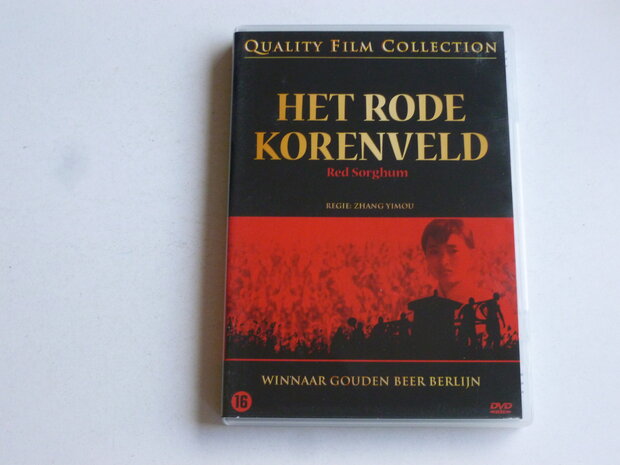 QUALITY FILM COLLECTION
HET RODE
KORENVELD
Red Sorghum
REGIE: ZHANG YIMOU
WINNAAR GOUDEN BEER BERLIJN
16
DVD